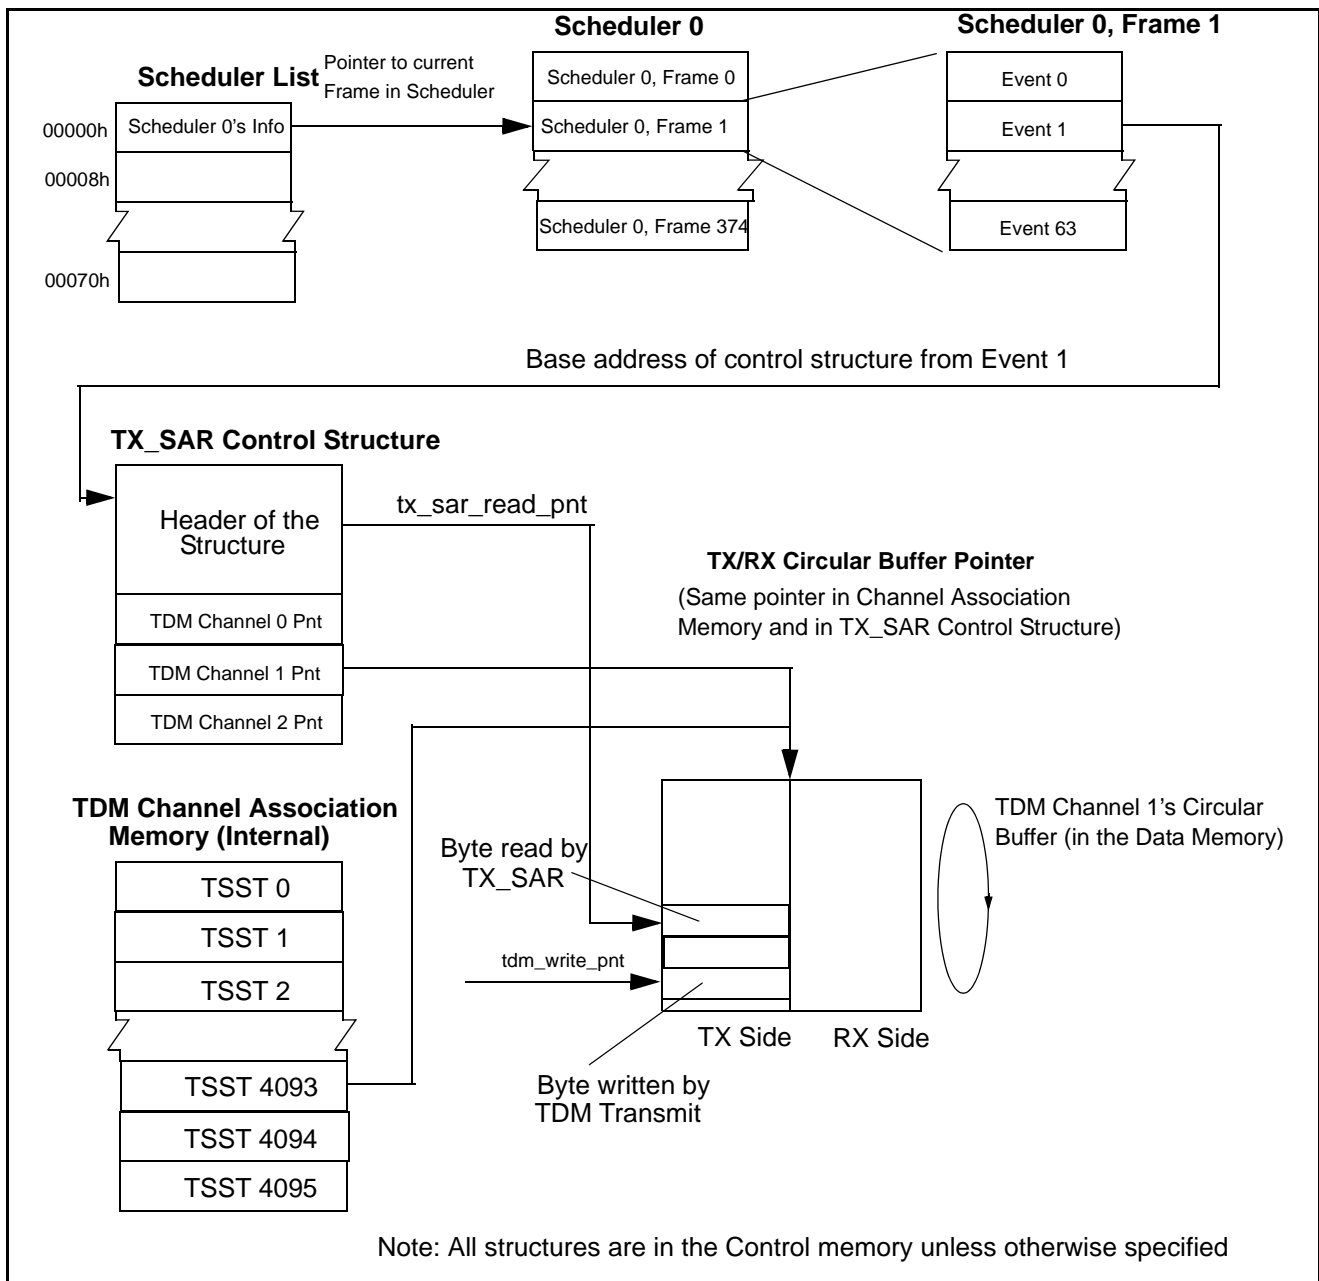 Scheduler 0
Scheduler 0, Frame 1
Scheduler List
Pointer to current
Frame in Scheduler
00000h
Scheduler 0's Info
00008h
00070h
Scheduler 0, Frame 0
Scheduler 0, Frame 1
Scheduler 0, Frame 374
Event 0
Event 1
Event 63
Base address of control structure from Event 1
TX_SAR Control Structure
Header of the
Structure
TDM Channel 0 Pnt
TDM Channel 1 Pnt
TDM Channel 2 Pnt
tx_sar_read_pnt
TX/RX Circular Buffer Pointer
(Same pointer in Channel Association
Memory and in TX_SAR Control Structure)
TDM Channel Association
Memory (Internal)
TSST 0
TSST 1
TSST 2
TSST 4093
TSST 4094
TSST 4095
Byte read by
TX_SAR
tdm_write_pnt
TX Side
RX Side
Byte written by
TDM Transmit
TDM Channel 1's Circular
Buffer (in the Data Memory)
Note: All structures are in the Control memory unless otherwise specified